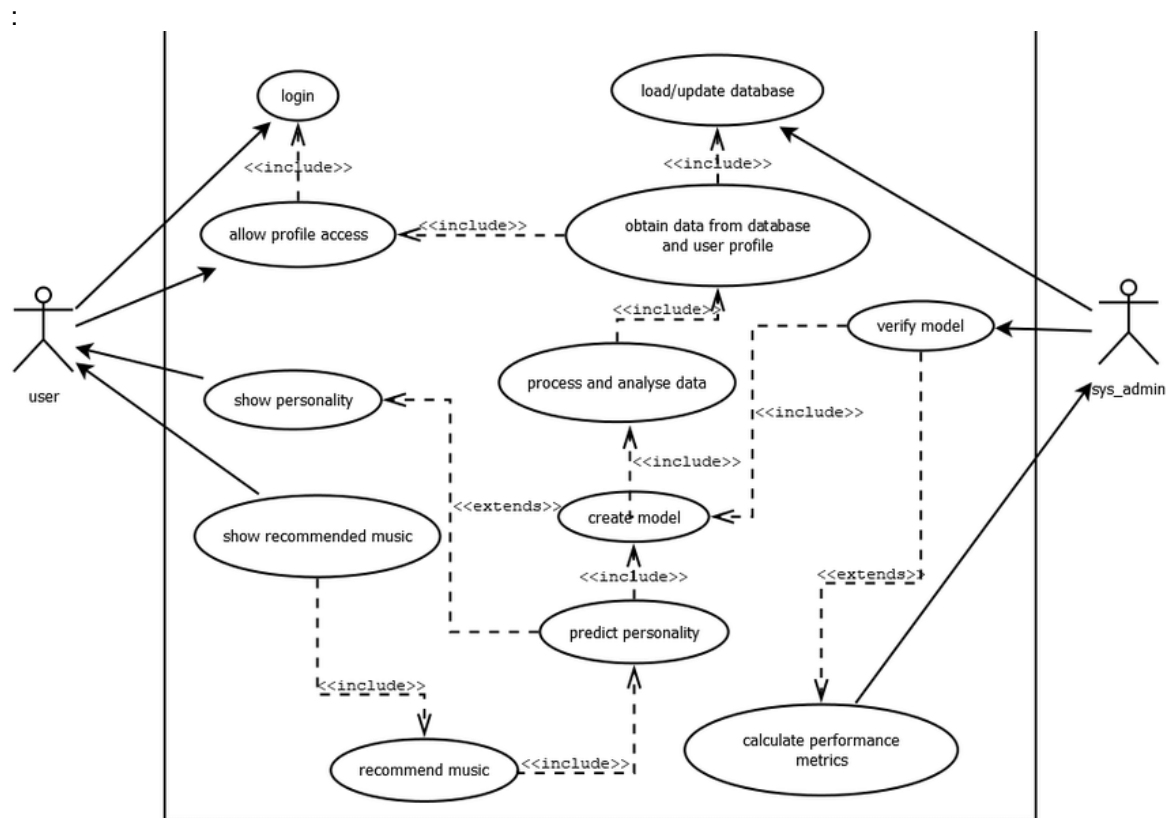 :
login
load/update database
<<include>>
<<include>>
allow profile access
<<include>>
obtain data from database
and user profile
<<include>>
verify model
user
show personality
process and analyse data
sys_admin
<<include>>
<<include>>
<<extends>>
create model
show recommended music
<<include>>
<<extends>>
predict personality
<<include>>
recommend music
<<include>>
calculate performance
metrics